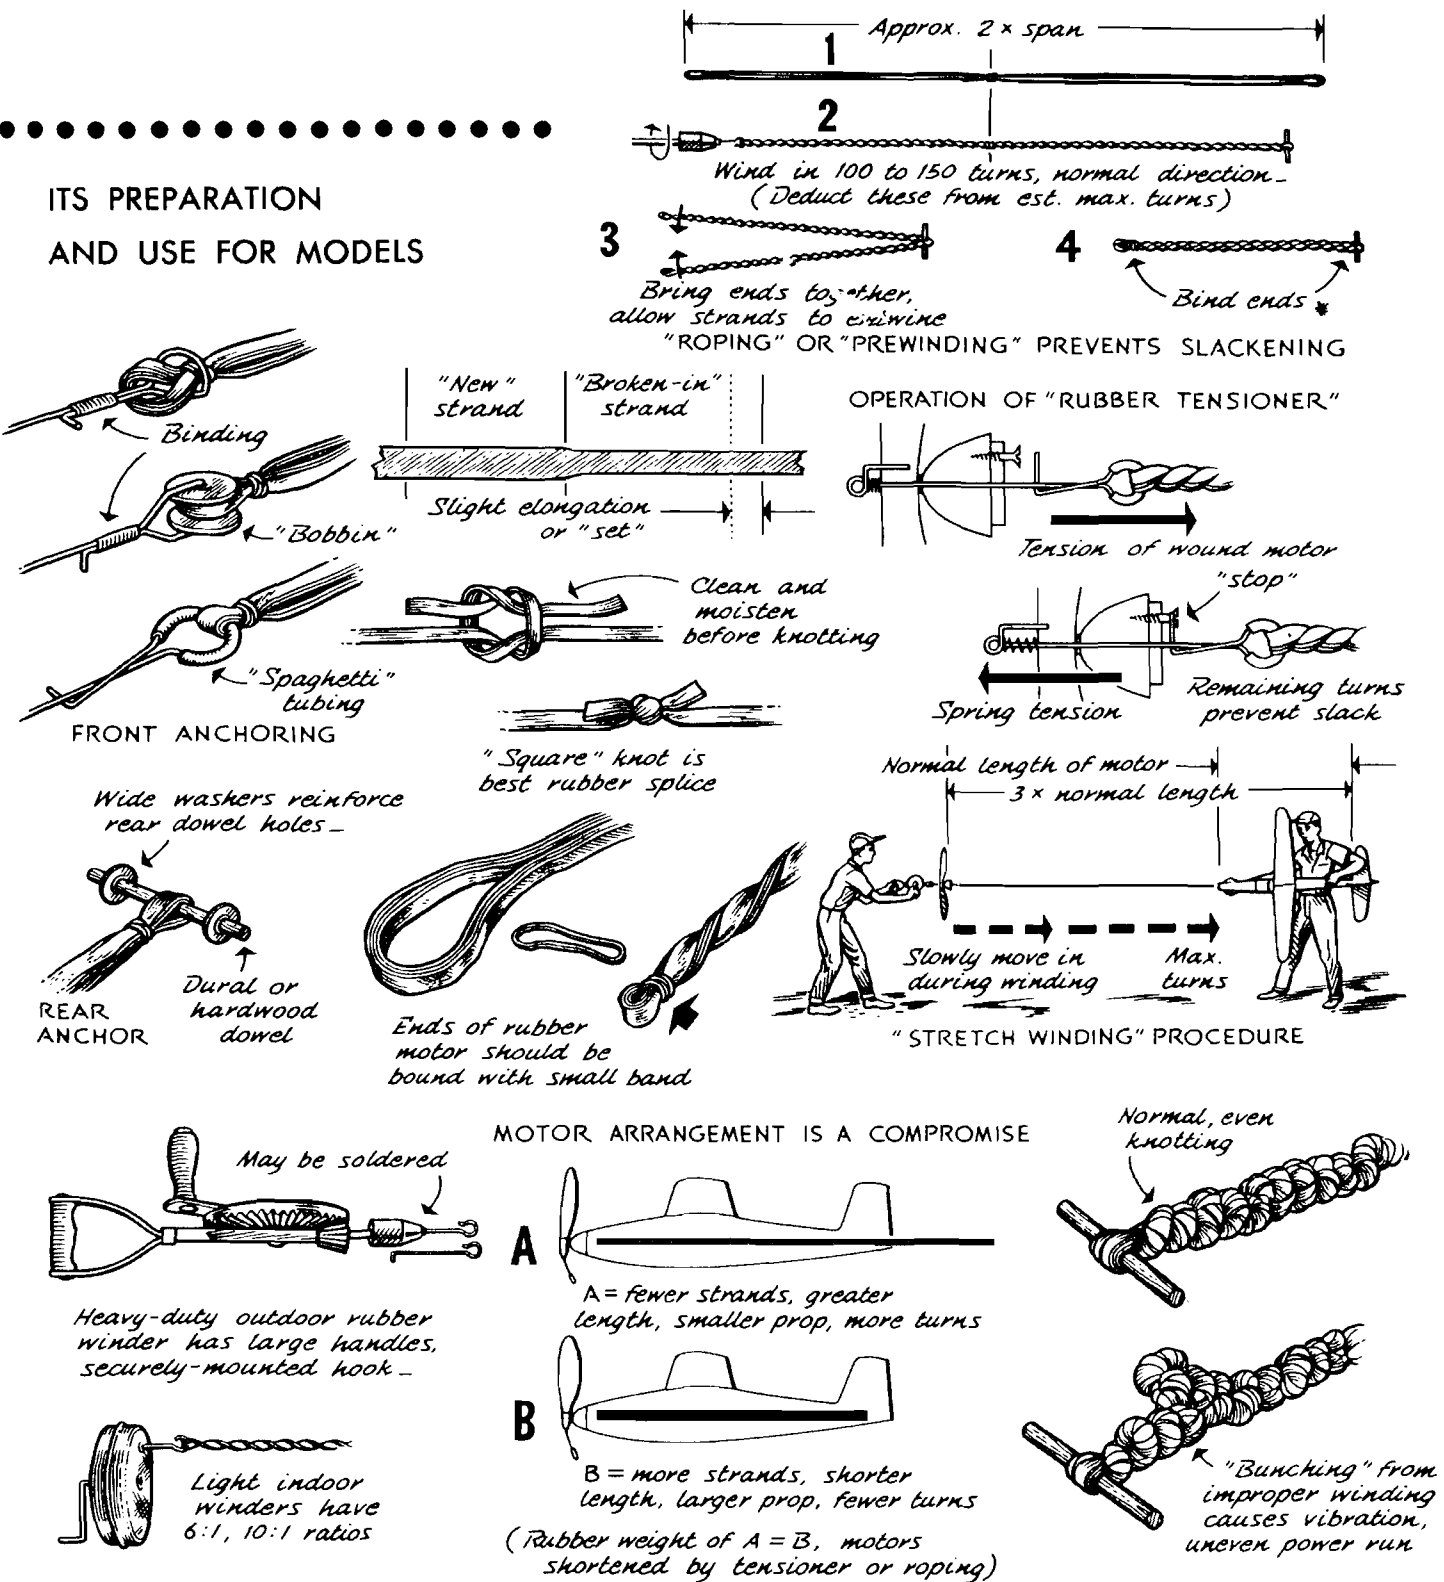 Approx. 2 × span
1
2
Wind in 100 to 150 turns, normal direction_
(Deduct these from est. max. turns)
ITS PREPARATION
AND USE FOR MODELS
3
Bring ends together,
allow strands to entwine
4
Bind ends *
"ROPING" OR "PREWINDING" PREVENTS SLACKENING
Binding
"Bobbin"
"Spaghetti"
tubing
FRONT ANCHORING
"New"
strand
"Broken-in"
strand
Slight elongation
or "set"
Clean and
moisten
before knotting
"Square" knot is
best rubber splice
OPERATION OF "RUBBER TENSIONER"
Tension of wound motor
"stop"
Spring tension
Remaining turns
prevent slack
Wide washers reinforce
rear dowel holes_
Dural or
hardwood
dowel
REAR
ANCHOR
Ends of rubber
motor should be
bound with small band
Normal length of motor
3 × normal length
Slowly move in
during winding
Max.
turns
"STRETCH WINDING" PROCEDURE
May be soldered
Heavy-duty outdoor rubber
winder has large handles,
securely-mounted hook_
Light indoor
winders have
6:1, 10:1 ratios
MOTOR ARRANGEMENT IS A COMPROMISE
A
A = fewer strands, greater
length, smaller prop, more turns
B
B = more strands, shorter
length, larger prop, fewer turns
(Rubber weight of A = B, motors
shortened by tensioner or roping)
Normal, even
knotting
"Bunching" from
improper winding
causes vibration,
uneven power run